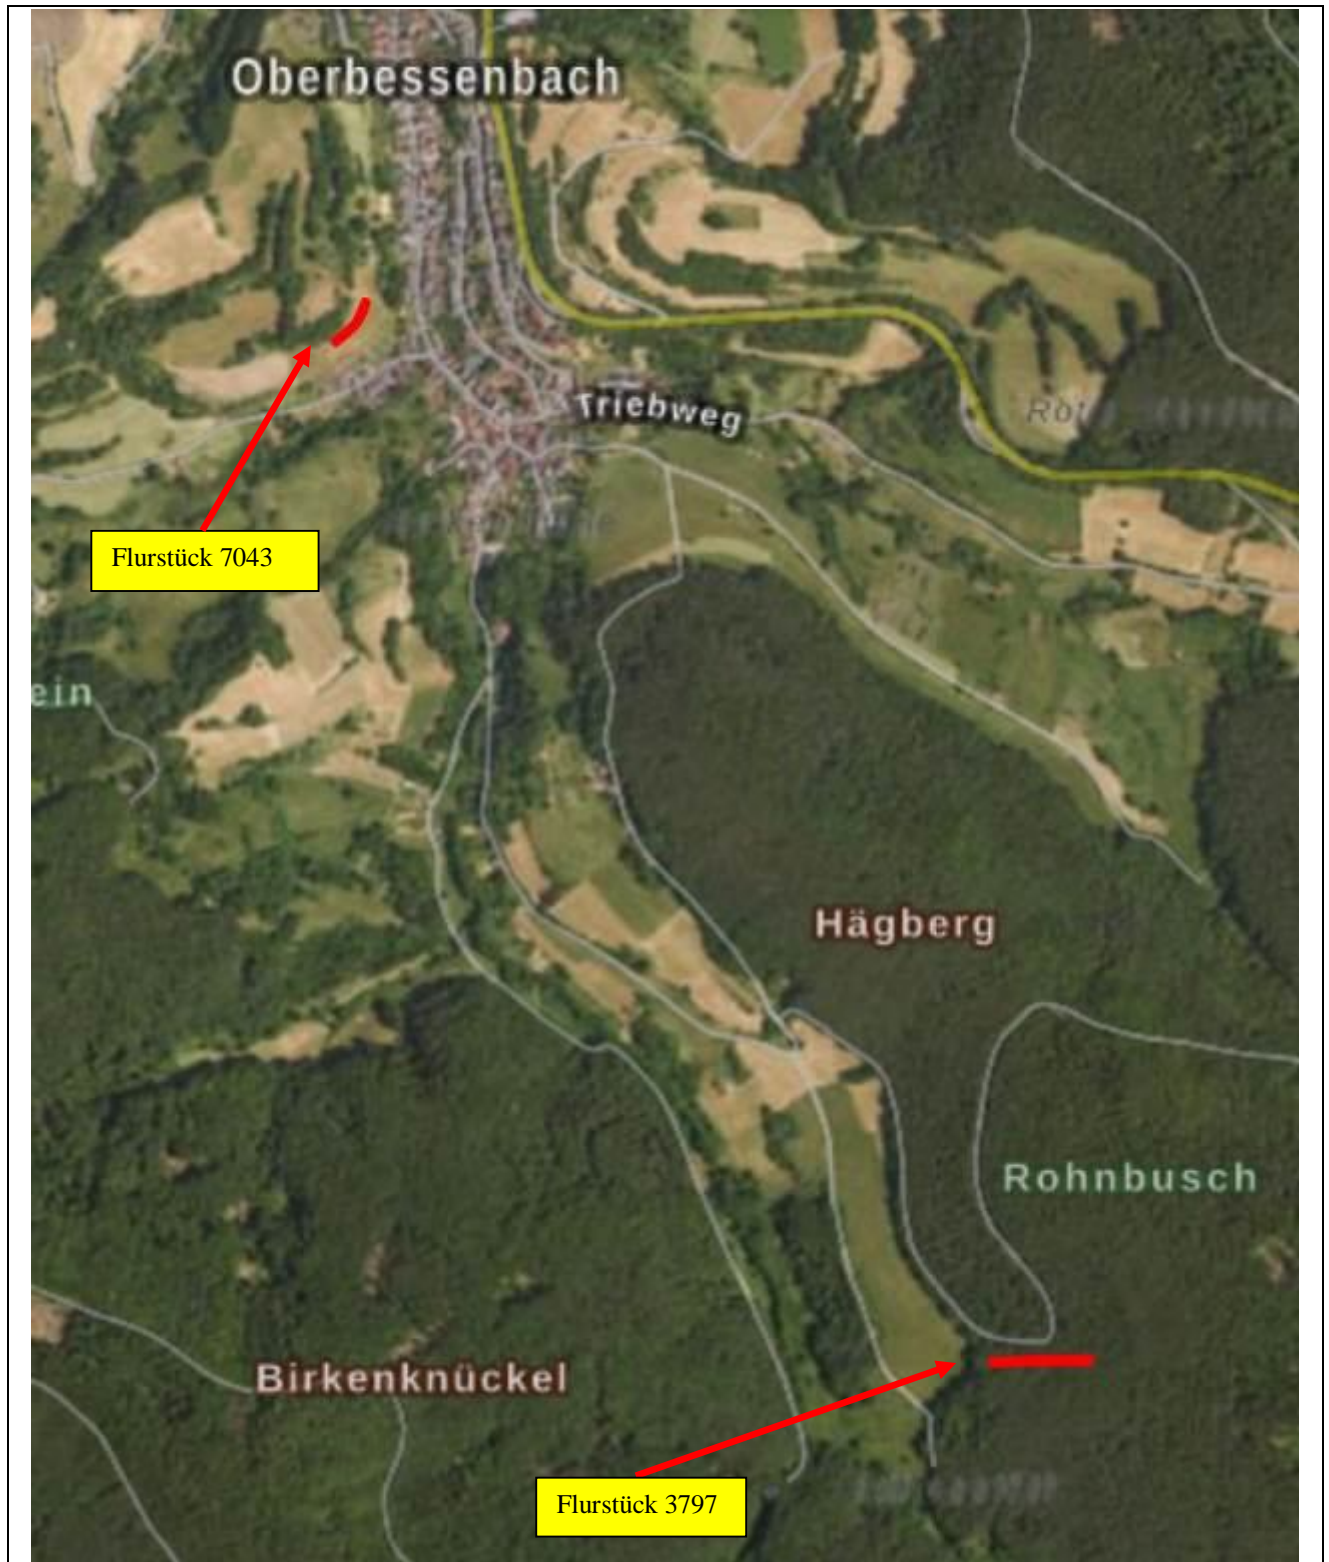 Oberbessenbach
Triebweg
Flurstück 7043
ein
Hägberg
Rohnbusch
Birkenknückel
Flurstück 3797